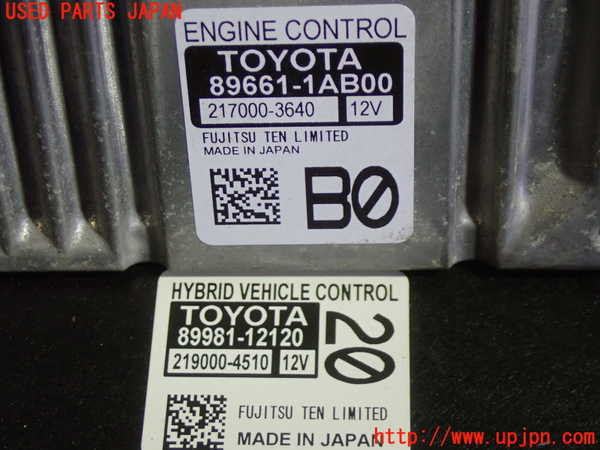 USED PARTS JAPAN
ENGINE CONTROL
TOYOTA
89661-1AB00
217000-3640 12V
FUJITSU TEN LIMITED
MADE IN JAPAN
B0
HYBRID VEHICLE CONTROL
TOYOTA
89981-12120
219000-4510 12V
20
FUJITSU TEN LIMITED
MADE IN JAPAN
http://www.upjpn.com/